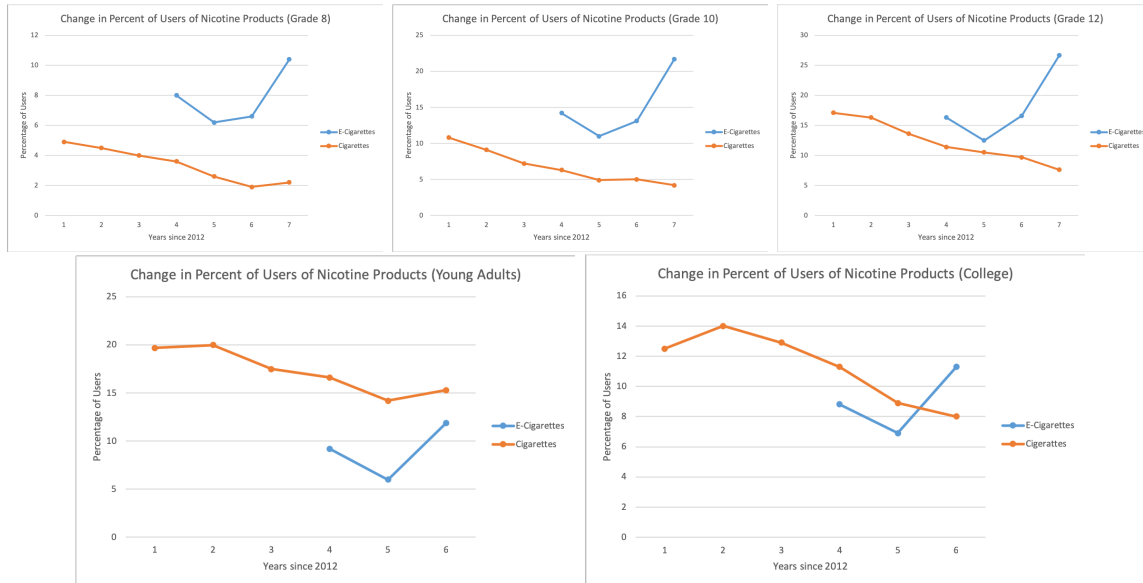 Change in Percent of Users of Nicotine Products (Grade 8)
12
10
8
6
4
2
0
Percentage of Users
1 2 3 4 5 6 7
Years since 2012
E-Cigarettes
Cigarettes
Change in Percent of Users of Nicotine Products (Grade 10)
25
20
15
10
5
0
Percentage of Users
1 2 3 4 5 6 7
Years since 2012
E-Cigarettes
Cigarettes
Change in Percent of Users of Nicotine Products (Grade 12)
30
25
20
15
10
5
0
Percentage of Users
1 2 3 4 5 6 7
Years since 2012
E-Cigarettes
Cigarettes
Change in Percent of Users of Nicotine Products (Young Adults)
25
20
15
10
5
0
Percentage of Users
1 2 3 4 5 6
Years since 2012
E-Cigarettes
Cigarettes
Change in Percent of Users of Nicotine Products (College)
16
14
12
10
8
6
4
2
0
Percentage of Users
1 2 3 4 5 6
Years since 2012
E-Cigarettes
Cigerattes